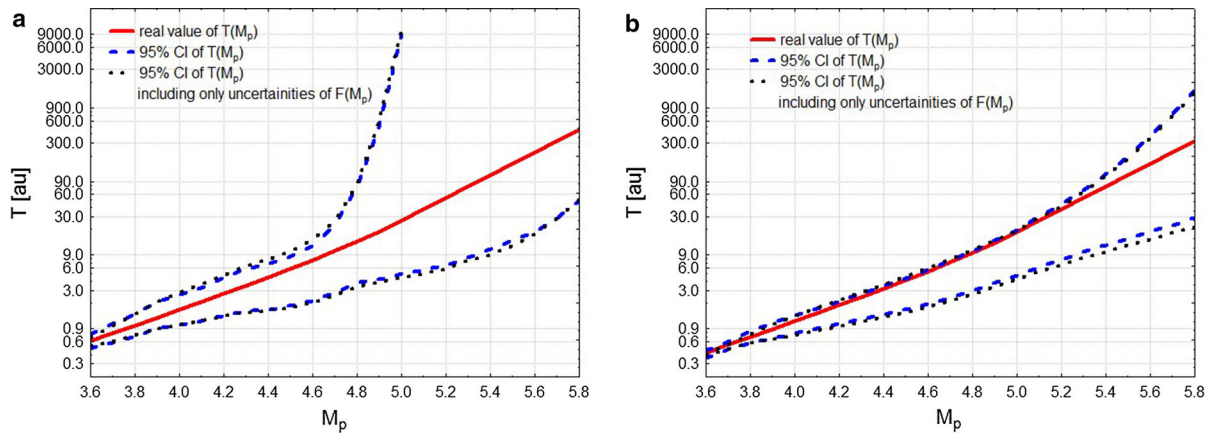 a
real value of T(Mp)
95% CI of T(Mp)
95% CI of T(Mp)
including only uncertainities of F(Mp)
T [au]
9000.0
6000.0
3000.0
900.0
600.0
300.0
90.0
60.0
30.0
9.0
6.0
3.0
0.9
0.6
0.3
3.6 3.8 4.0 4.2 4.4 4.6 4.8 5.0 5.2 5.4 5.6 5.8
Mp
b
real value of T(Mp)
95% CI of T(Mp)
95% CI of T(Mp)
including only uncertainities of F(Mp)
T [au]
9000.0
6000.0
3000.0
900.0
600.0
300.0
90.0
60.0
30.0
9.0
6.0
3.0
0.9
0.6
0.3
3.6 3.8 4.0 4.2 4.4 4.6 4.8 5.0 5.2 5.4 5.6 5.8
Mp